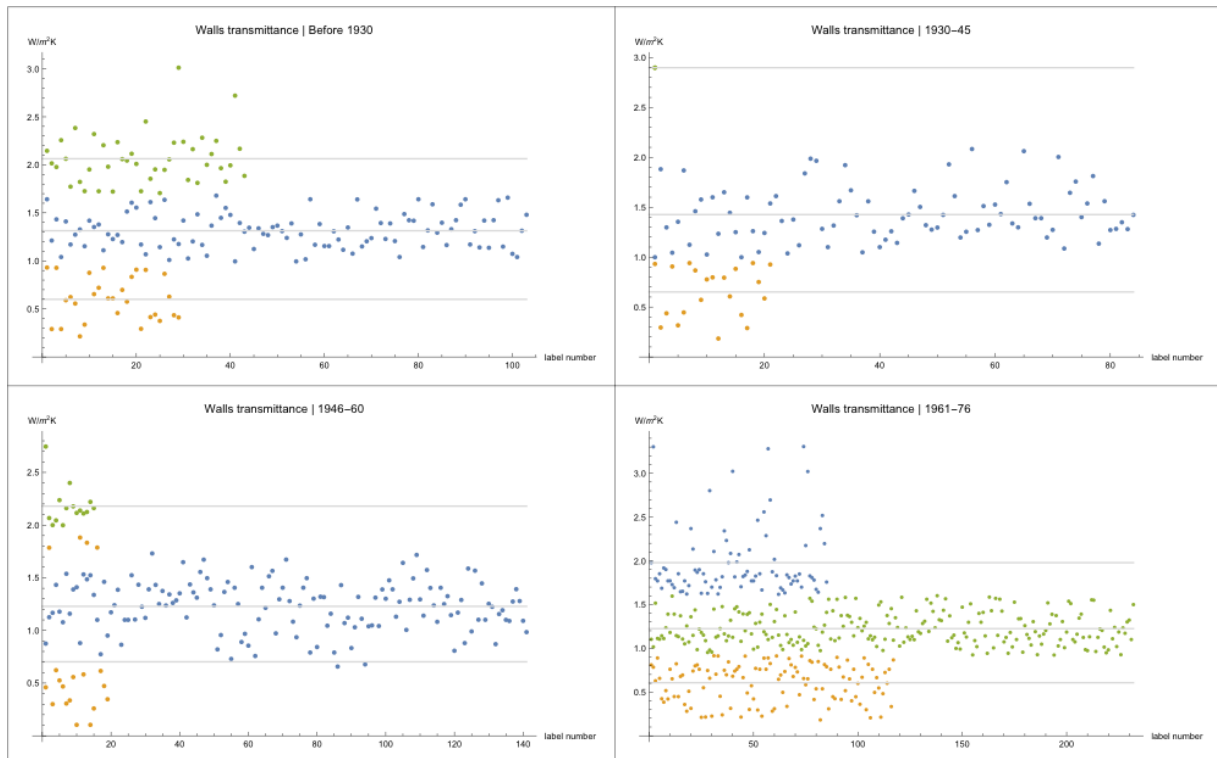 Walls transmittance | Before 1930
W/m²K
3.0
2.5
2.0
1.5
1.0
0.5
20 40 60 80 100
label number
Walls transmittance | 1930–45
W/m²K
3.0
2.5
2.0
1.5
1.0
0.5
20 40 60 80
label number
Walls transmittance | 1946–60
W/m²K
2.5
2.0
1.5
1.0
0.5
20 40 60 80 100 120 140
label number
Walls transmittance | 1961–76
W/m²K
3.0
2.5
2.0
1.5
1.0
0.5
50 100 150 200
label number